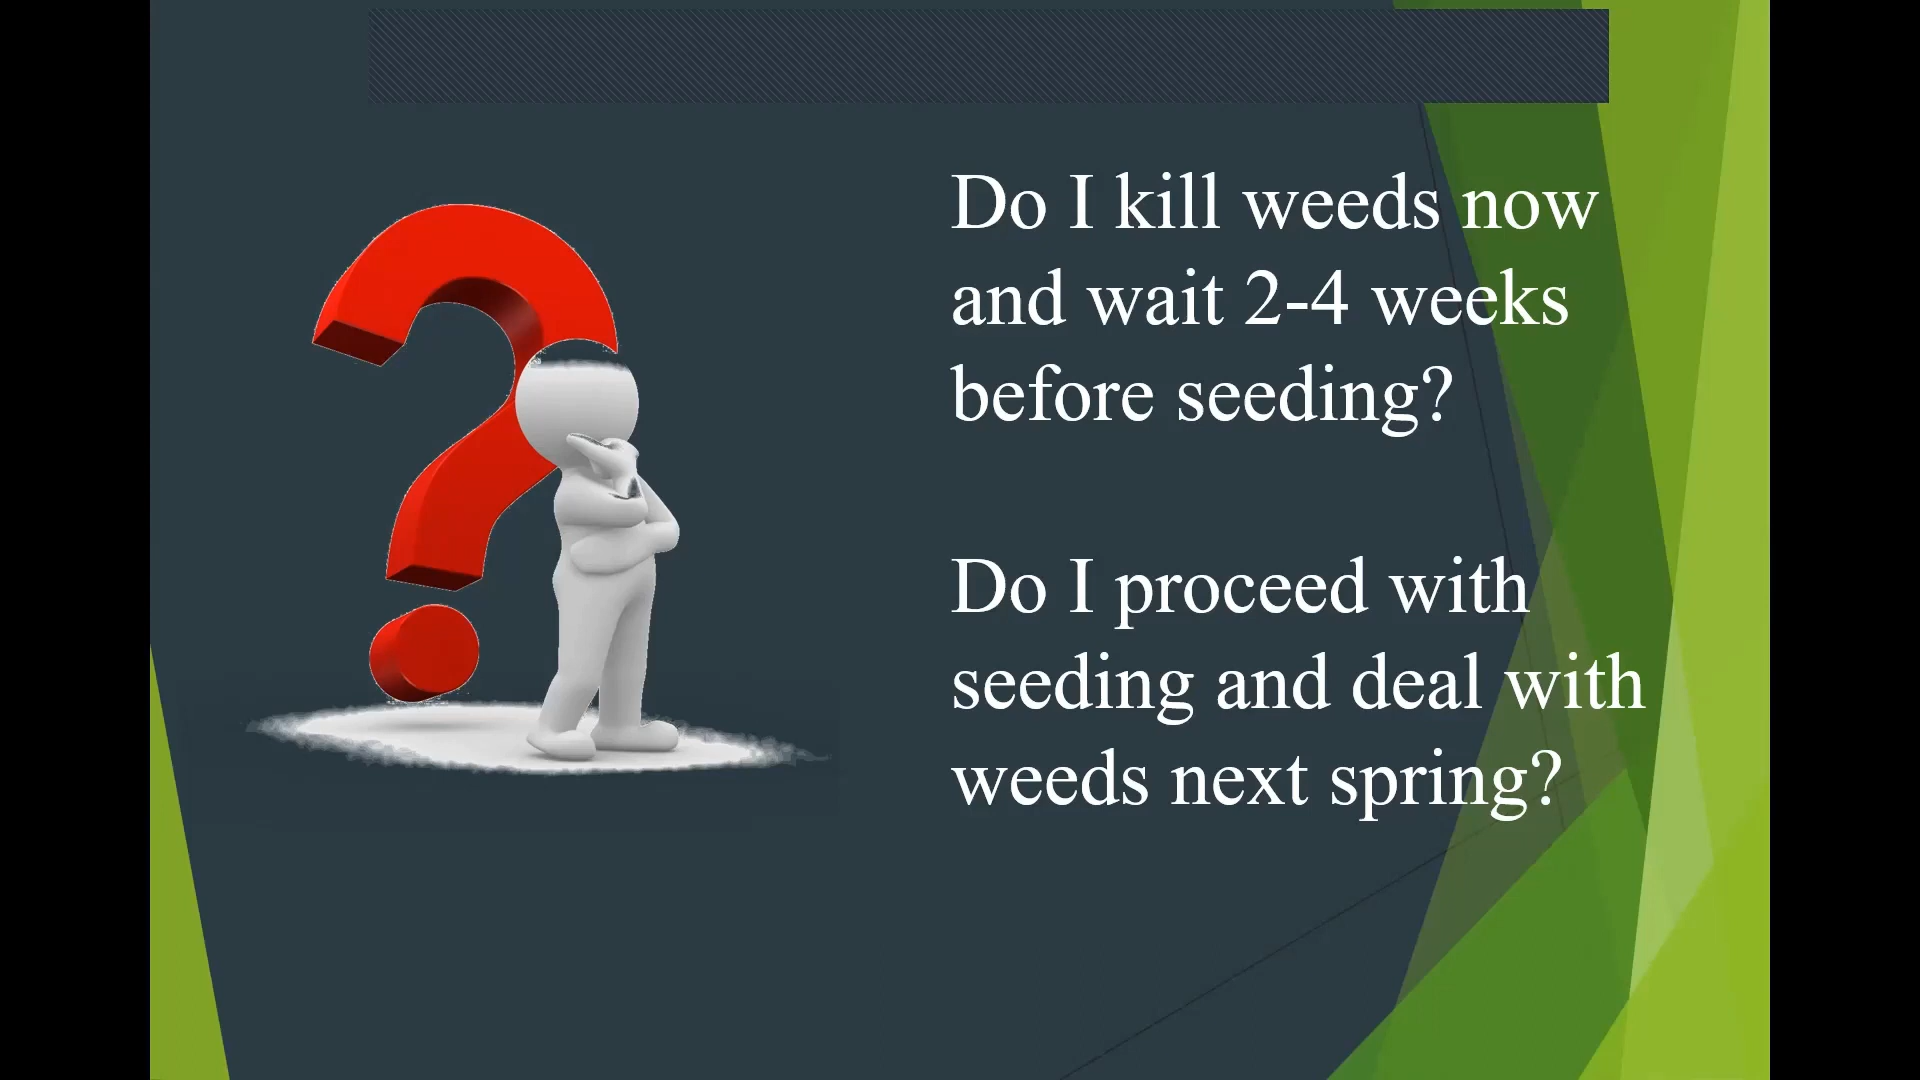 Do I kill weeds now
and wait 2-4 weeks
before seeding?
Do I proceed with
seeding and deal with
weeds next spring?